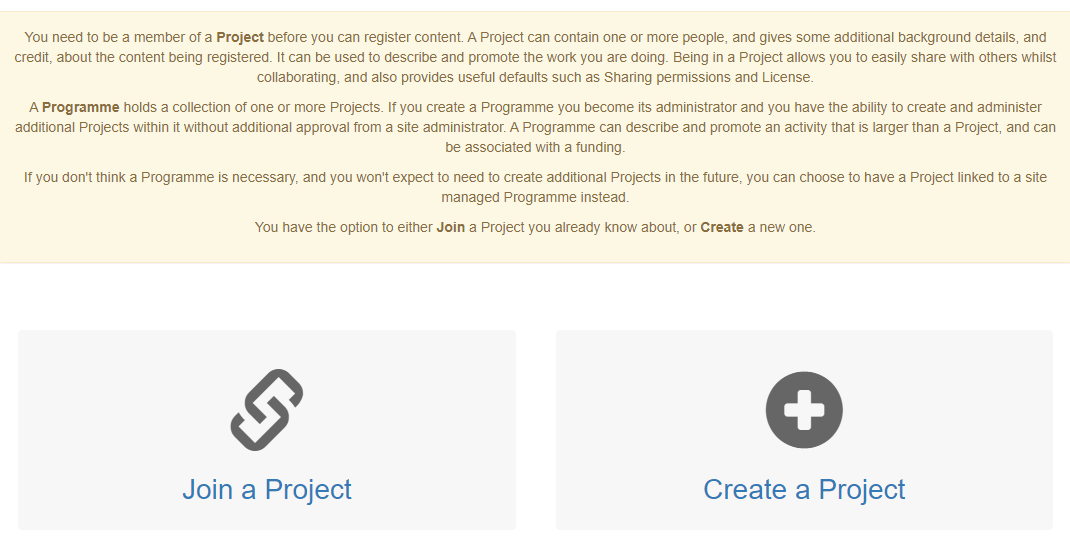 You need to be a member of a Project before you can register content. A Project can contain one or more people, and gives some additional background details, and
credit, about the content being registered. It can be used to describe and promote the work you are doing. Being in a Project allows you to easily share with others whilst
collaborating, and also provides useful defaults such as Sharing permissions and License.
A Programme holds a collection of one or more Projects. If you create a Programme you become its administrator and you have the ability to create and administer
additional Projects within it without additional approval from a site administrator. A Programme can describe and promote an activity that is larger than a Project, and can
be associated with a funding.
If you don't think a Programme is necessary, and you won't expect to need to create additional Projects in the future, you can choose to have a Project linked to a site
managed Programme instead.
You have the option to either Join a Project you already know about, or Create a new one.
Join a Project
Create a Project